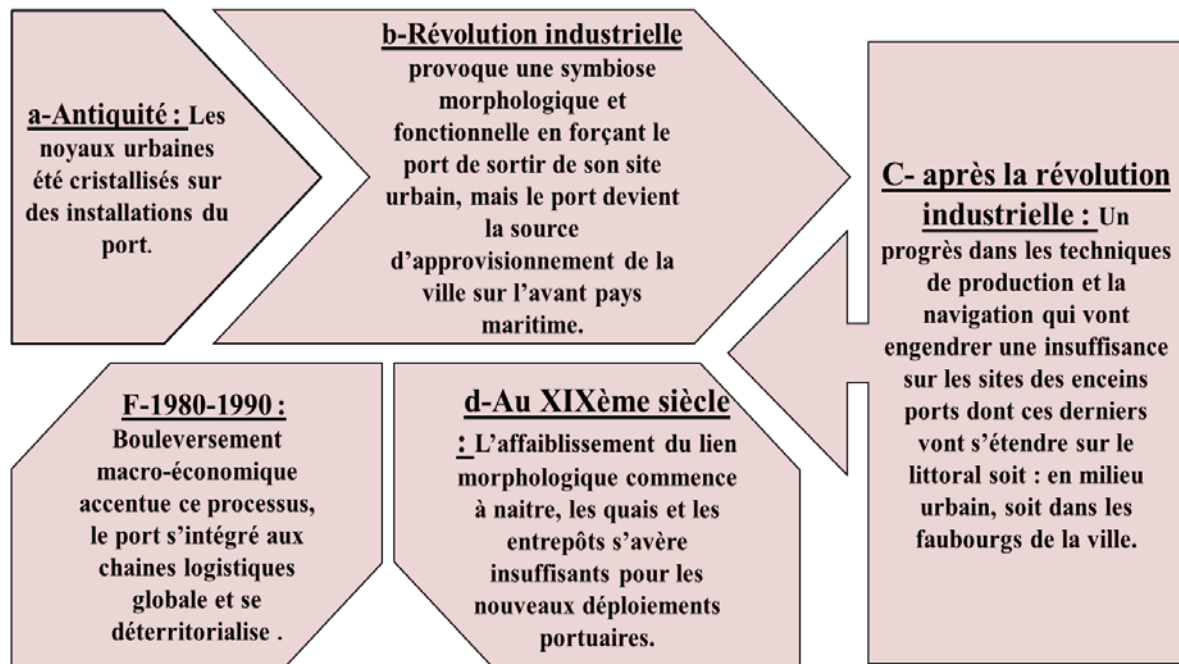 a-Antiquité : Les
noyaux urbaines
été cristallisés sur
des installations du
port.
b-Révolution industrielle
provoque une symbiose
morphologique et
fonctionnelle en forçant le
port de sortir de son site
urbain, mais le port devient
la source
d’approvisionnement de la
ville sur l’avant pays
maritime.
C- après la révolution
industrielle : Un
progrès dans les techniques
de production et la
navigation qui vont
engendrer une insuffisance
sur les sites des enceins
ports dont ces derniers
vont s’étendre sur le
littoral soit : en milieu
urbain, soit dans les
faubourgs de la ville.
d-Au XIXème siècle
: L’affaiblissement du lien
morphologique commence
à naitre, les quais et les
entrepôts s’avère
insuffisants pour les
nouveaux déploiements
portuaires.
F-1980-1990 :
Bouleversement
macro-économique
accentue ce processus,
le port s’intégré aux
chaines logistiques
globale et se
déterritorialise .